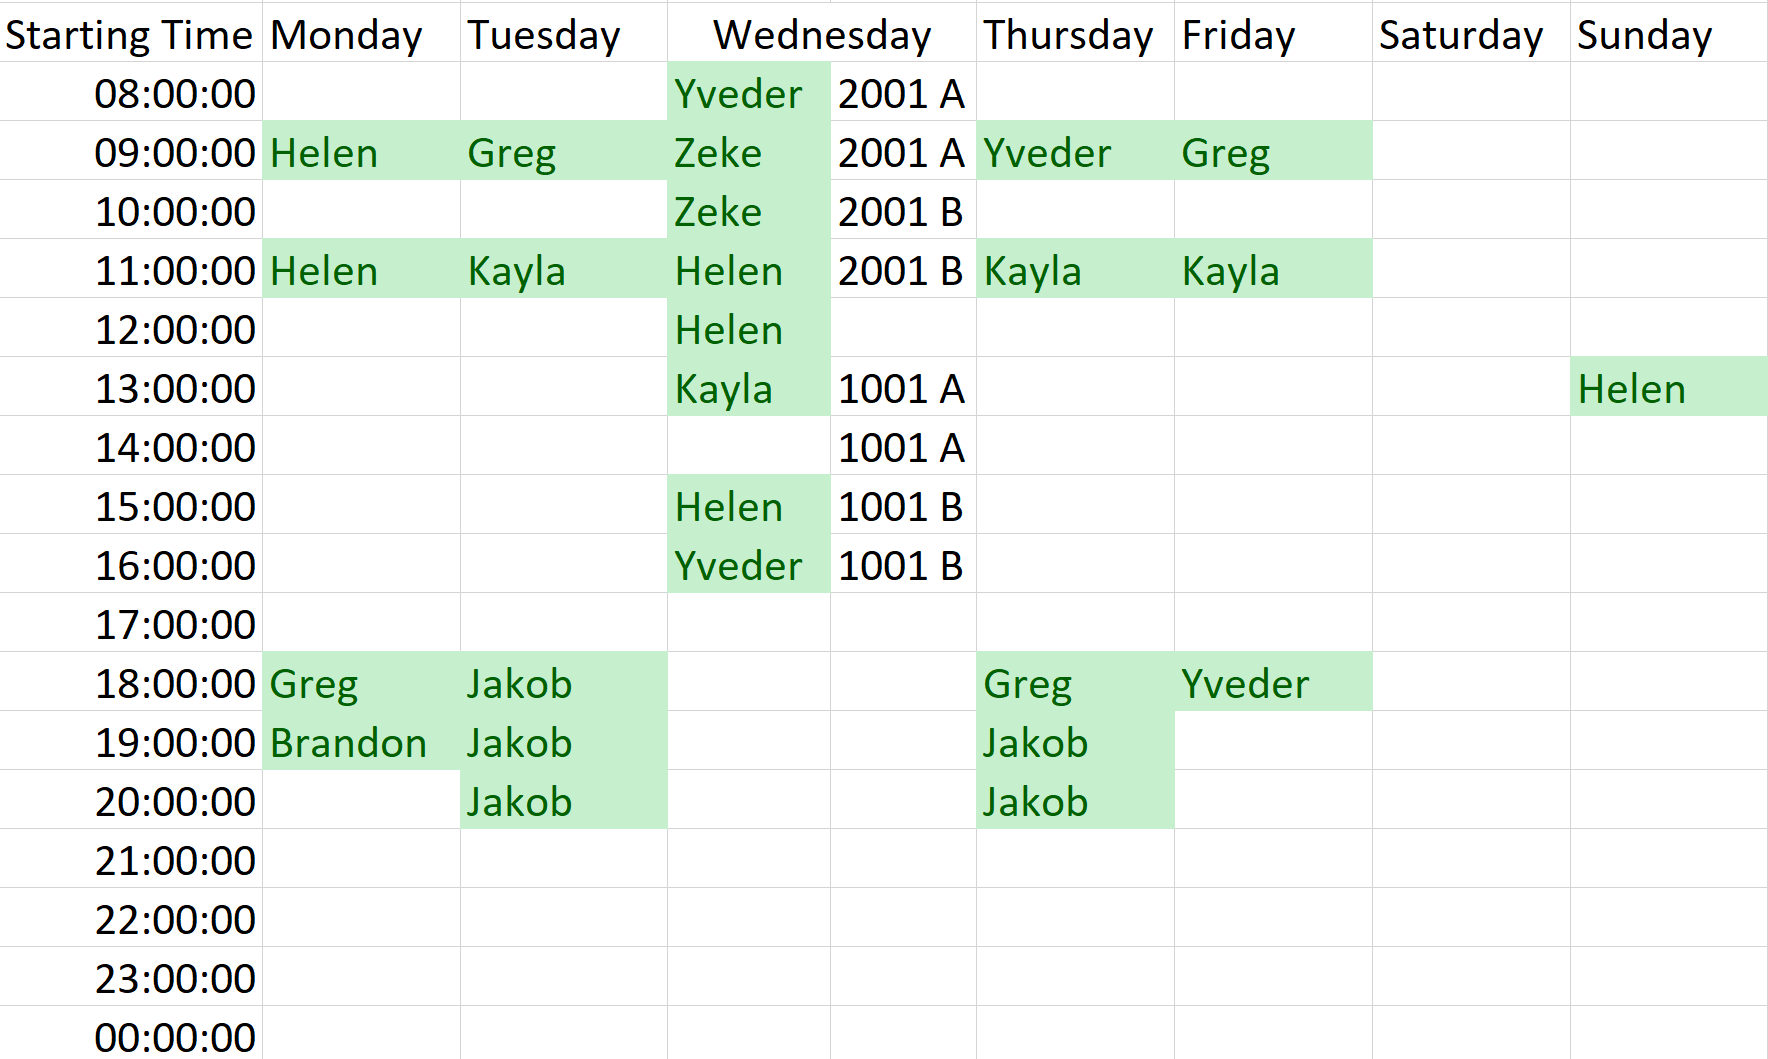 Starting Time Monday Tuesday Wednesday Thursday Friday Saturday Sunday
08:00:00 Yveder 2001 A
09:00:00 Helen Greg Zeke 2001 A Yveder Greg
10:00:00 Zeke 2001 B
11:00:00 Helen Kayla Helen 2001 B Kayla Kayla
12:00:00 Helen
13:00:00 Kayla 1001 A Helen
14:00:00 1001 A
15:00:00 Helen 1001 B
16:00:00 Yveder 1001 B
17:00:00
18:00:00 Greg Jakob Greg Yveder
19:00:00 Brandon Jakob Jakob
20:00:00 Jakob Jakob
21:00:00
22:00:00
23:00:00
00:00:00